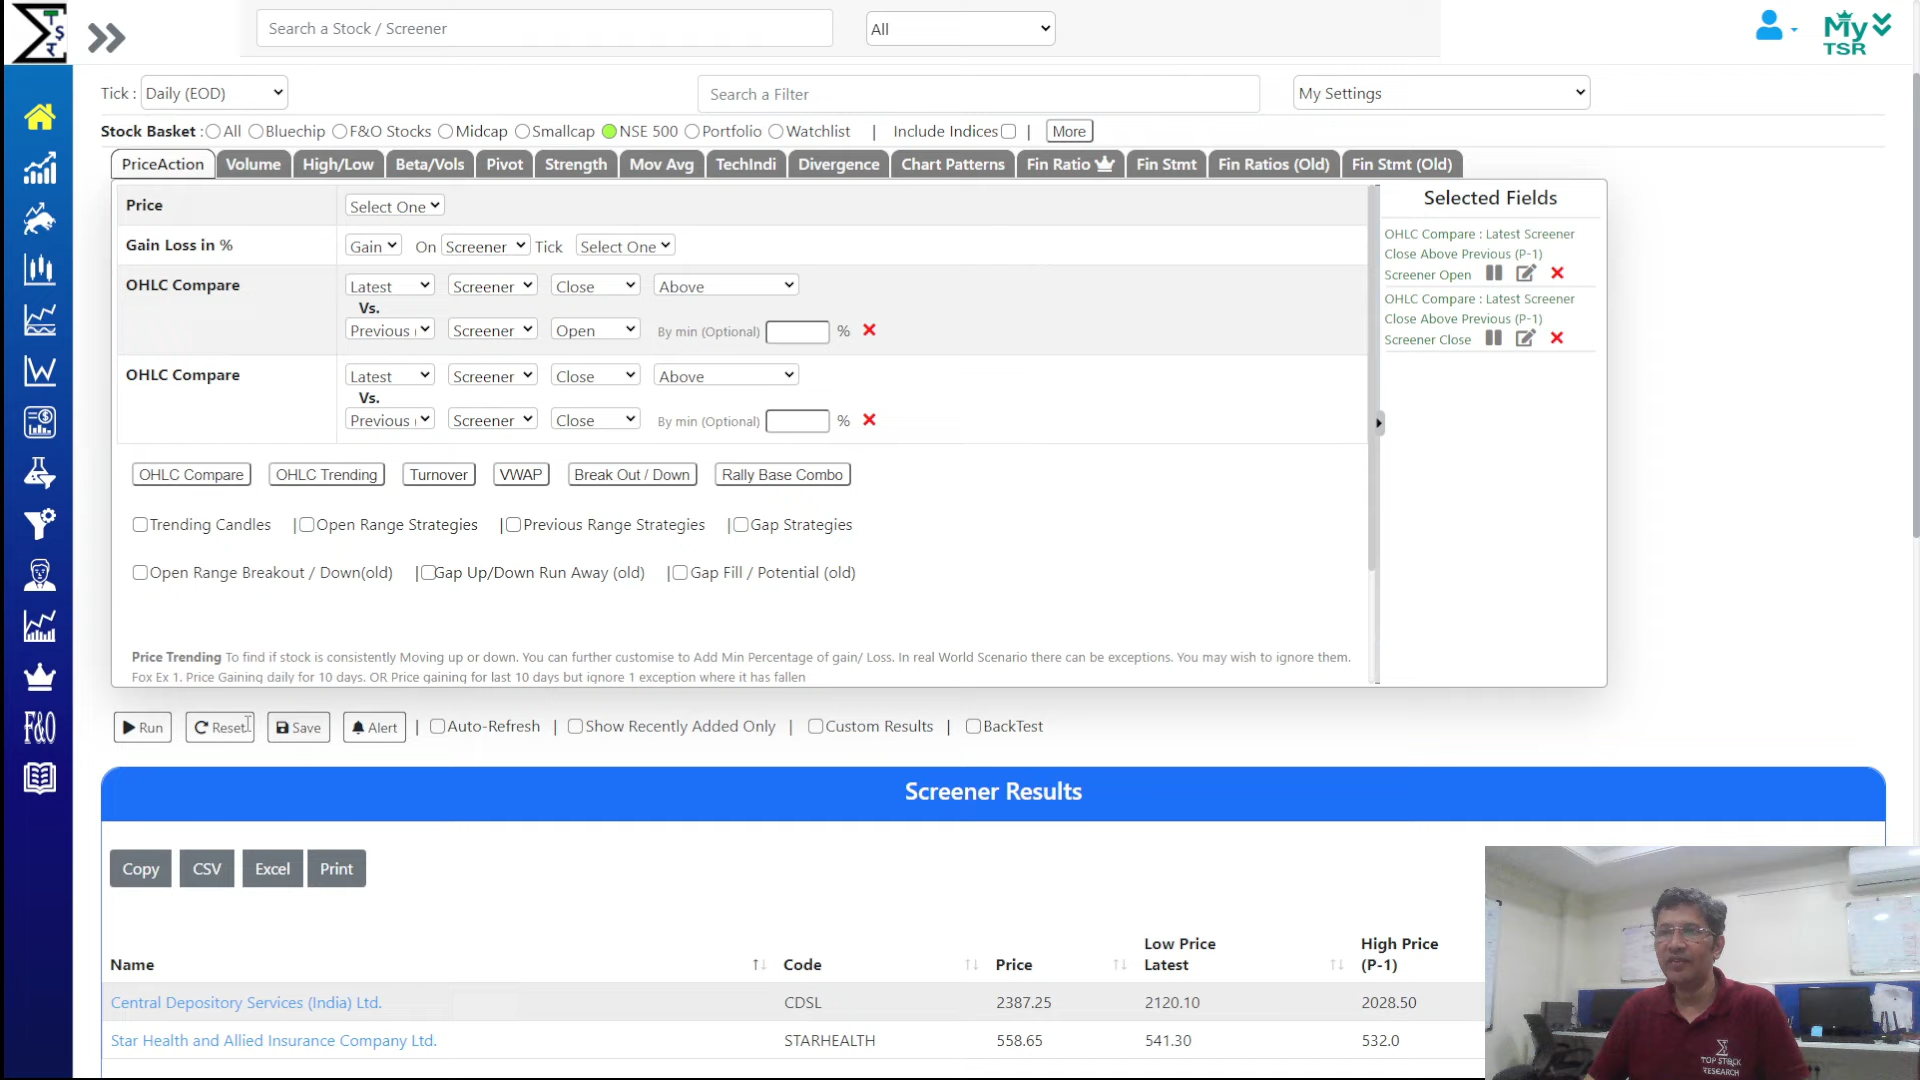 Search a Stock / Screener
All
My
TSR
Tick : Daily (EOD)
Search a Filter
My Settings
Stock Basket : All Bluechip F&O Stocks Midcap Smallcap NSE 500 Portfolio Watchlist | Include Indices | More
PriceAction Volume High/Low Beta/Vols Pivot Strength Mov Avg TechIndi Divergence Chart Patterns Fin Ratio Fin Stmt Fin Ratios (Old) Fin Stmt (Old)
Price Select One
Gain Loss in % Gain On Screener Tick Select One
OHLC Compare Latest Screener Close Above
Vs.
Previous Screener Open By min (Optional) %
OHLC Compare Latest Screener Close Above
Vs.
Previous Screener Close By min (Optional) %
OHLC Compare OHLC Trending Turnover VWAP Break Out / Down Rally Base Combo
Trending Candles | Open Range Strategies | Previous Range Strategies | Gap Strategies
Open Range Breakout / Down(old) | Gap Up/Down Run Away (old) | Gap Fill / Potential (old)
Price Trending To find if stock is consistently Moving up or down. You can further customise to Add Min Percentage of gain/ Loss. In real World Scenario there can be exceptions. You may wish to ignore them.
Fox Ex 1. Price Gaining daily for 10 days. OR Price gaining for last 10 days but ignore 1 exception where it has fallen
Selected Fields
OHLC Compare : Latest Screener
Close Above Previous (P-1)
Screener Open
OHLC Compare : Latest Screener
Close Above Previous (P-1)
Screener Close
Run Reset Save Alert | Auto-Refresh | Show Recently Added Only | Custom Results | BackTest
Screener Results
Copy CSV Excel Print
Name Code Price Low Price Latest High Price (P-1)
Central Depository Services (India) Ltd. CDSL 2387.25 2120.10 2028.50
Star Health and Allied Insurance Company Ltd. STARHEALTH 558.65 541.30 532.0
F&O
TOP STOCK
RESEARCH